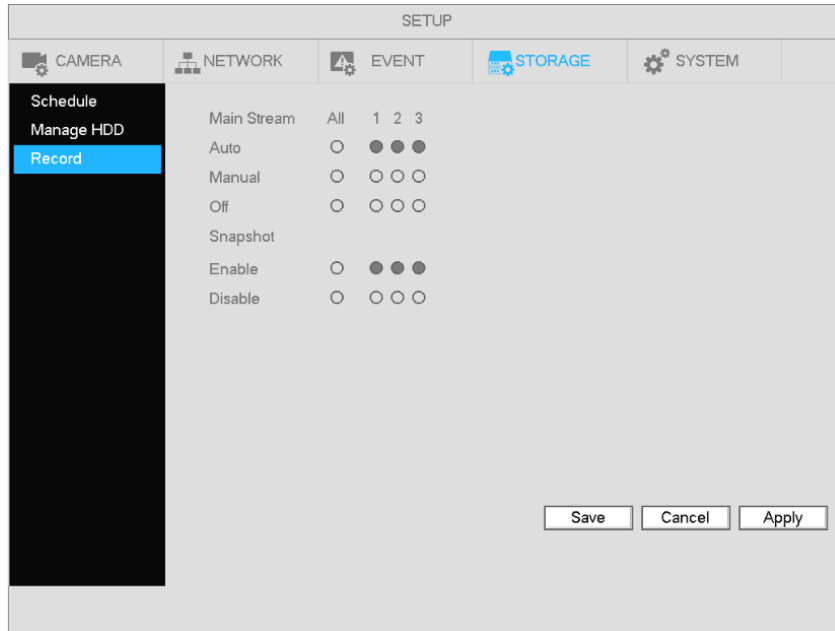 SETUP
CAMERA NETWORK EVENT STORAGE SYSTEM
Schedule
Manage HDD
Record
Main Stream All 1 2 3
Auto
Manual
Off
Snapshot
Enable
Disable
Save Cancel Apply